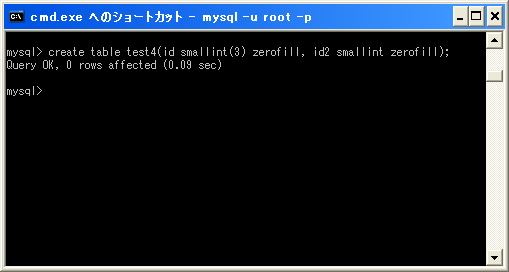 cmd.exe へのショートカット - mysql -u root -p
mysql> create table test4(id smallint(3) zerofill, id2 smallint zerofill);
Query OK, 0 rows affected (0.09 sec)
mysql>